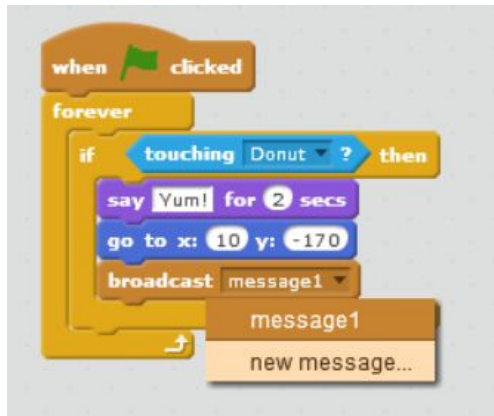 when clicked
forever
if touching Donut ? then
say Yum! for 2 secs
go to x: 10 y: -170
broadcast message1
message1
new message...